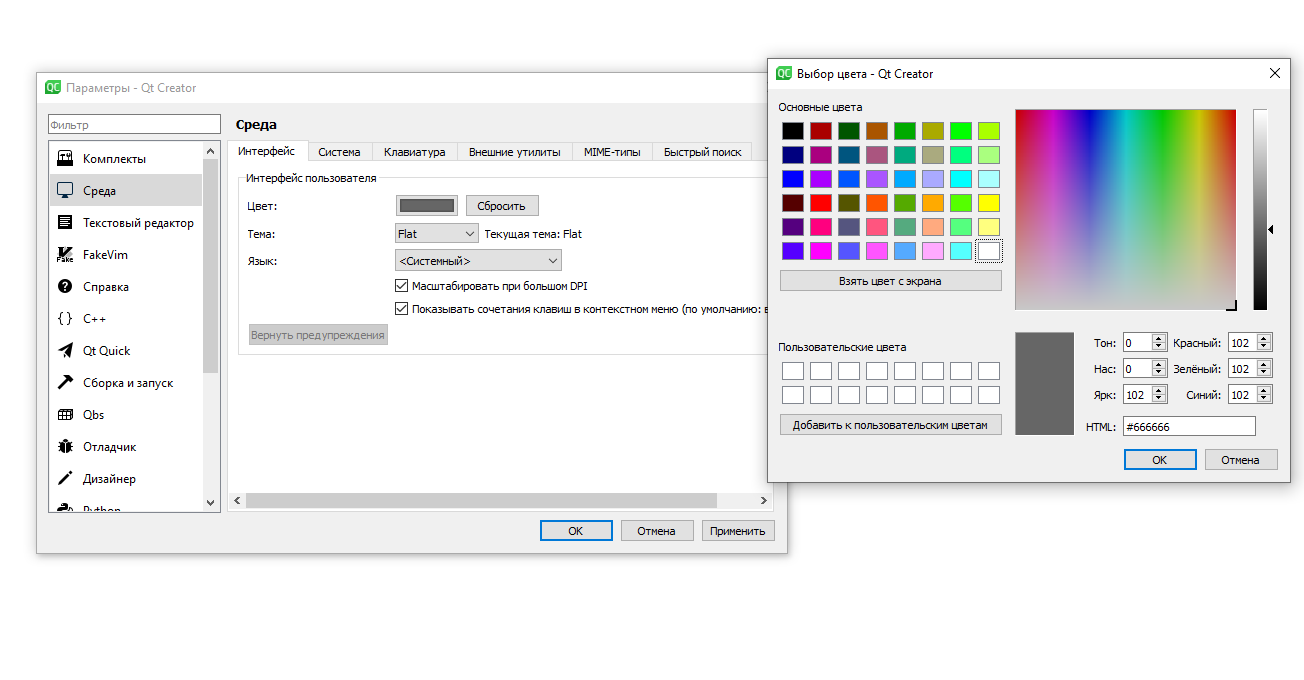 Параметры - Qt Creator
Фильтр
Комплекты
Среда
Текстовый редактор
FakeVim
Справка
C++
Qt Quick
Сборка и запуск
Qbs
Отладчик
Дизайнер
Python
Среда
Интерфейс Система Клавиатура Внешние утилиты MIME-типы Быстрый поиск
Интерфейс пользователя
Цвет: Сбросить
Тема: Flat Текущая тема: Flat
Язык: <Системный>
Масштабировать при большом DPI
Показывать сочетания клавиш в контекстном меню (по умолчанию: в
Вернуть предупреждения
OK Отмена Применить
Выбор цвета - Qt Creator
Основные цвета
Взять цвет с экрана
Пользовательские цвета
Добавить к пользовательским цветам
Тон: 0 Красный: 102
Нас: 0 Зелёный: 102
Ярк: 102 Синий: 102
HTML: #666666
OK Отмена